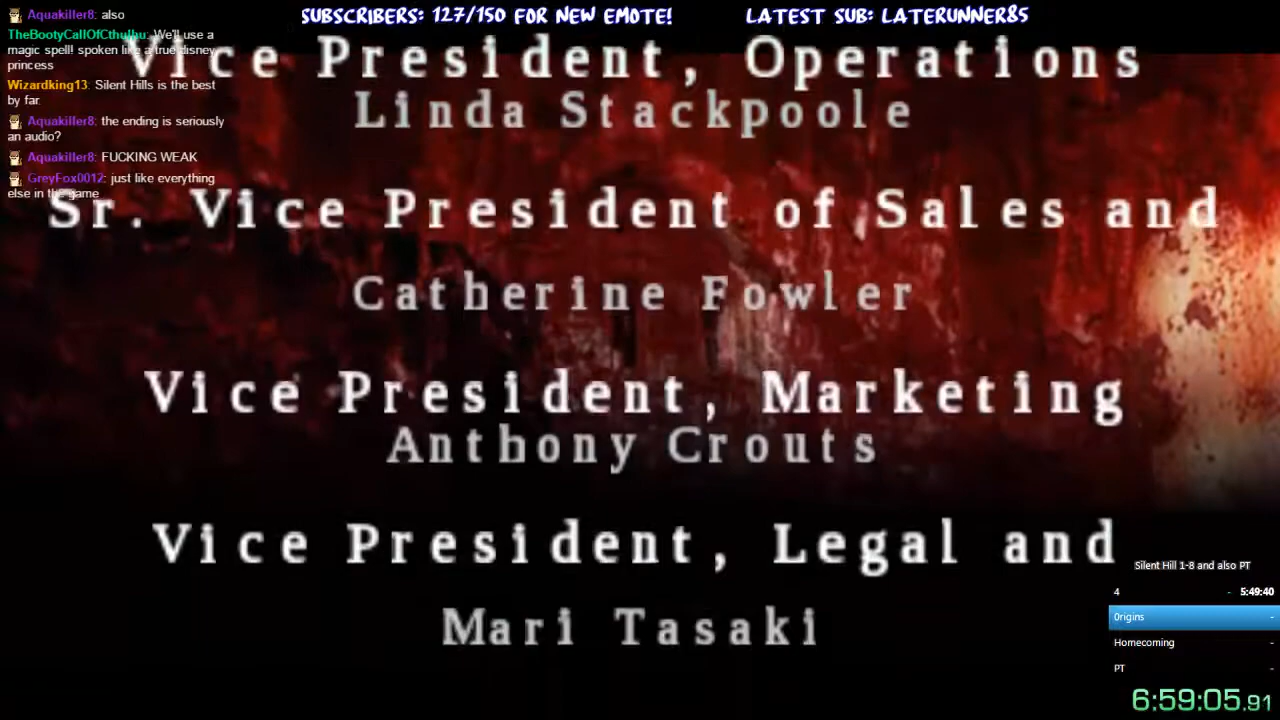 SUBSCRIBERS: 127/150 FOR NEW EMOTE! LATEST SUB: LATERUNNER85
Aquakiller8: also
TheBootyCallOfCthulhu: We'll use a
magic spell! spoken like a true disney
princess
Wizardking13: Silent Hills is the best
by far.
Aquakiller8: the ending is seriously
an audio?
Aquakiller8: FUCKING WEAK
GreyFox0012: just like everything
else in the game
Vice President, Operations
Linda Stackpoole
Sr. Vice President of Sales and
Catherine Fowler
Vice President, Marketing
Anthony Crouts
Vice President, Legal and
Mari Tasaki
Silent Hill 1-8 and also PT
4 - 5:49:40
0rigins -
Homecoming -
PT -
6:59:05.91